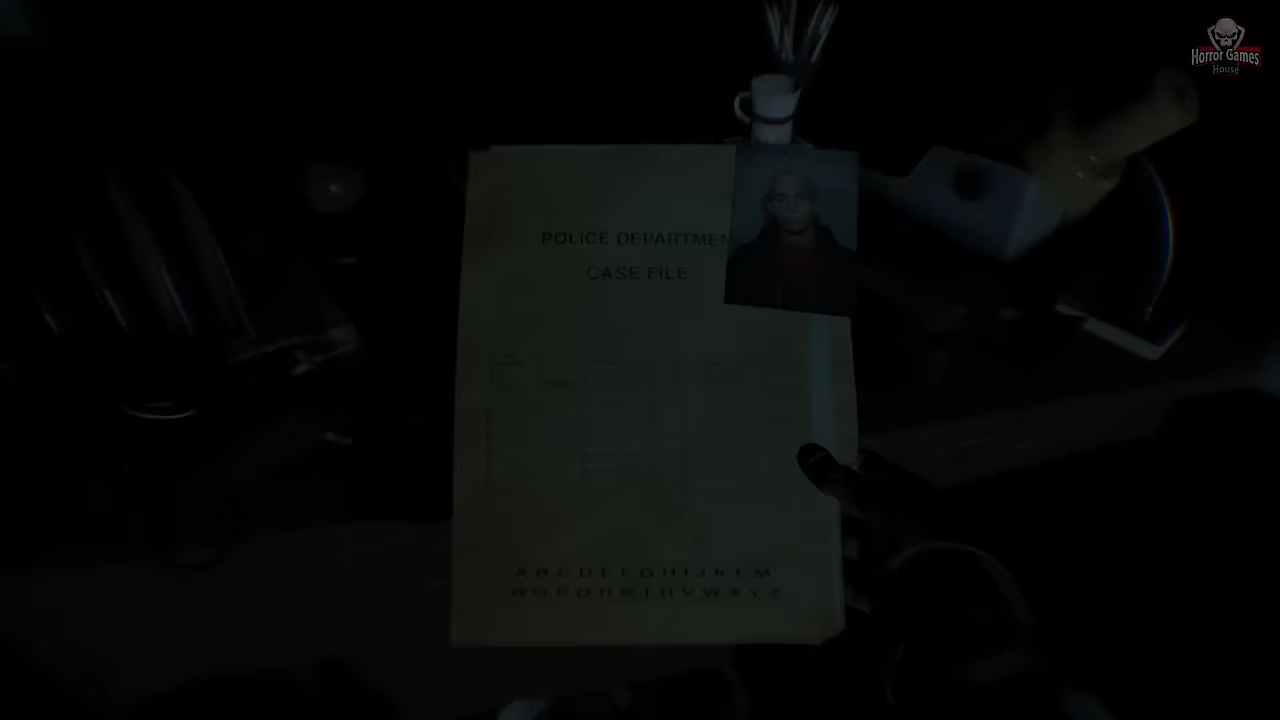 Horror Games
House
POLICE DEPARTMEN
CASE FILE
A B C D E F G H I J K L M
N O P Q R S T U V W X Y Z